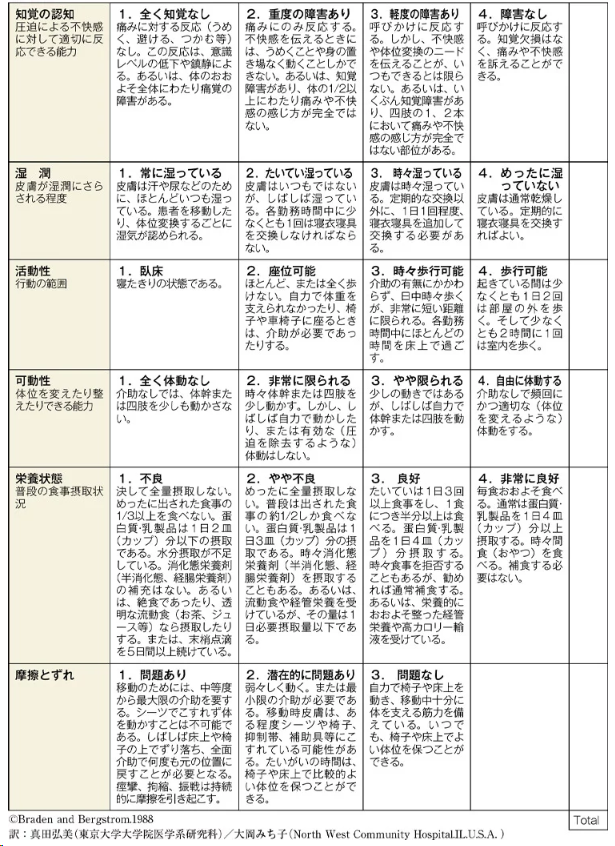 知覚の認知
圧迫による不快感
に対して適切に反
応できる能力
1. 全く知覚なし
痛みに対する反応（うめ
く、避ける、つかむ等）
なし。この反応は、意識
レベルの低下や鎮静によ
る。あるいは、体のおお
よそ全体にわたり痛覚の
障害がある。
2. 重度の障害あり
痛みにのみ反応する。
不快感を伝えるときに
は、うめくことや身の置
き場なく動くことしかで
きない。あるいは、知覚
障害があり、体の1/2以
上にわたり痛みや不快
感の感じ方が完全では
ない。
3. 軽度の障害あり
呼びかけに反応す
る。しかし、不快感
や体位変換のニード
を伝えることが、い
つもできるとは限ら
ない。あるいは、い
くぶん知覚障害があ
り、四肢の1、2本
において痛みや不快
感の感じ方が完全で
はない部位がある。
4. 障害なし
呼びかけに反応す
る。知覚欠損はな
く、痛みや不快感
を訴えることがで
きる。
湿 潤
皮膚が湿潤にさら
される程度
1. 常に湿っている
皮膚は汗や尿などのため
に、ほとんどいつも湿っ
ている。患者を移動した
り、体位変換するごとに
湿気が認められる。
2. たいてい湿っている
皮膚はいつもではない
が、しばしば湿ってい
る。各勤務時間中に少
なくとも1回は寝衣寝具
を交換しなければなら
ない。
3. 時々湿っている
皮膚は時々湿ってい
る。定期的な交換以
外に、1日1回程度、
寝衣寝具を追加して
交換する必要があ
る。
4. めったに湿
っていない
皮膚は通常乾燥
している。定期的に
寝衣寝具を交換す
ればよい。
活動性
行動の範囲
1. 臥床
寝たきりの状態である。
2. 座位可能
ほとんど、または全く歩
けない。自力で体重を
支えられなかったり、椅
子や車椅子に座るとき
は、介助が必要であっ
たりする。
3. 時々歩行可能
介助の有無にかかわ
らず、日中時々歩く
が、非常に短い距離
に限られる。各勤務
時間中にほとんどの
時間を床上で過ご
す。
4. 歩行可能
起きている間は少
なくとも1日2回
は部屋の外を歩
く。そして少なく
とも2時間に1回
は室内を歩く。
可動性
体位を変えたり整
えたりできる能力
1. 全く体動なし
介助なしでは、体幹また
は四肢を少しも動かさな
い。
2. 非常に限られる
時々体幹または四肢を
少し動かす。しかし、し
ばしば自力で動かした
り、または有効な（圧
迫を除去するような）
体動はしない。
3. やや限られる
少しの動きではある
が、しばしば自力で
体幹または四肢を動
かす。
4. 自由に体動する
介助なしで頻回に
かつ適切な（体位
を変えるような）
体動をする。
栄養状態
普段の食事摂取状
況
1. 不良
決して全量摂取しない。
めったに出された食事の
1/3以上を食べない。蛋
白質･乳製品は1日2皿
（カップ）分以下の摂取
である。水分摂取が不足
している。消化態栄養剤
（半消化態、経腸栄養剤）
の補充はない。あるい
は、絶食であったり、透
明な流動食（お茶、ジュ
ース等）なら摂取したり
する。または、末梢点滴
を5日間以上続けている。
2. やや不良
めったに全量摂取しな
い。普段は出された食事
の約1/2しか食べない。
蛋白質･乳製品は1
日3皿（カップ）分の摂
取である。時々消化態
栄養剤（半消化態、経
腸栄養剤）を摂取する
こともある。あるいは、
流動食や経管栄養を受
けているが、その量は1
日必要摂取量以下であ
る。
3. 良好
たいていは1日3回
以上食事をし、1食
につき半分以上は食
べる。蛋白質･乳製
品を1日4皿（カッ
プ）分摂取する。
時々食事を拒否する
こともあるが、勧め
れば通常補食する。
あるいは、栄養的に
おおよそ整った経管
栄養や高カロリー輸
液を受けている。
4. 非常に良好
毎食おおよそ食べ
る。通常は蛋白質･
乳製品を1日4皿
（カップ）分以上
摂取する。時々間
食（おやつ）を食
べる。補食する必
要はない。
摩擦とずれ
1. 問題あり
移動のためには、中等度
から最大限の介助を要す
る。シーツでこすれず体
を動かすことは不可能で
ある。しばしば床上や椅
子の上でずり落ち、全面
介助で何度も元の位置に
戻すことが必要となる。
痙攣、拘縮、振戦は持続
的に摩擦を引き起こす。
2. 潜在的に問題あり
弱々しく動く。または最
小限の介助が必要であ
る。移動時皮膚は、あ
る程度シーツや椅子、
抑制帯、補助具等にこ
すれている可能性があ
る。たいがいの時間は、
椅子や床上で比較的よ
い体位を保つことがで
きる。
3. 問題なし
自力で椅子や床上を
動き、移動中十分に
体を支える筋力を備
えている。いつで
も、椅子や床上でよ
い体位を保つことが
できる。
©Braden and Bergstrom.1988
訳：真田弘美（東京大学大学院医学系研究科）／大岡みち子（North West Community Hospital.IL.U.S.A.）
Total